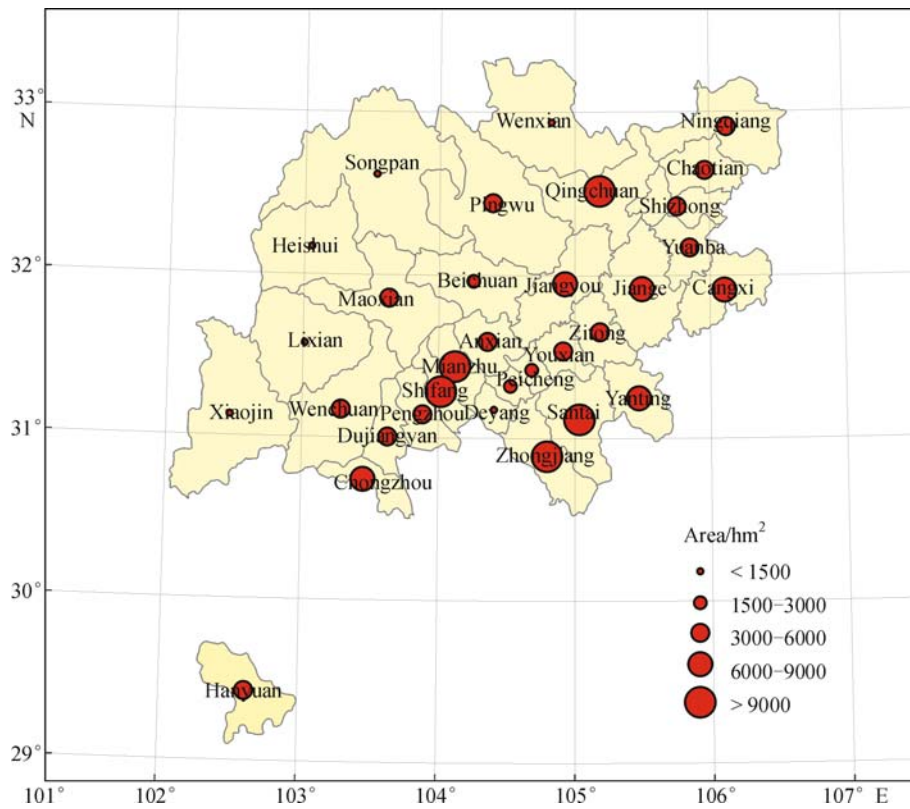 33°
N
Wenxian
Ningqiang
Songpan
Chaotian
Qingchuan
Pingwu
Shizhong
Heishui
Yuanba
32°
Beichuan
Jiangyou
Jiange
Cangxi
Maoxian
Lixian
Anxian
Zitong
Youxian
Mianzhu
Peicheng
Shifang
Yanting
Xiaojin
Wenchuan
Pengzhou
Deyang
Santai
31°
Dujiangyan
Zhongjiang
Chongzhou
Area/hm²
< 1500
30°
1500-3000
3000-6000
6000-9000
> 9000
Hanyuan
29°
101° 102° 103° 104° 105° 106° 107° E